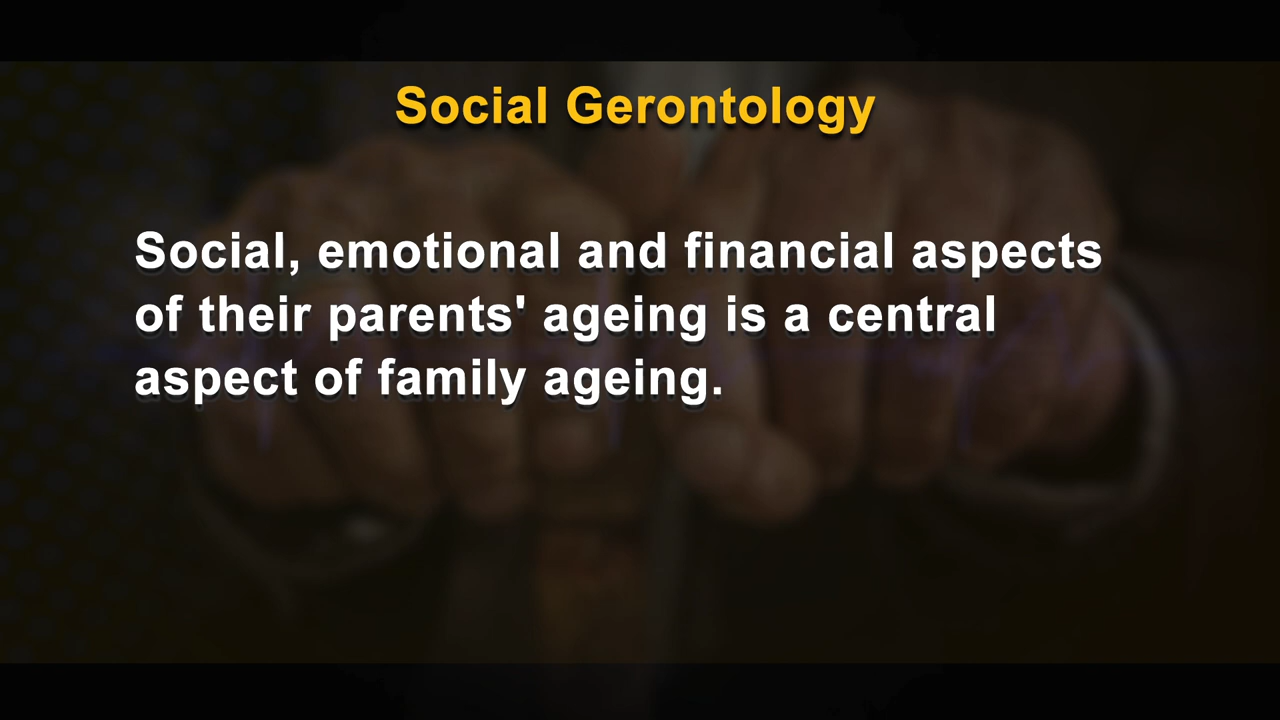 Social Gerontology
Social, emotional and financial aspects
of their parents' ageing is a central
aspect of family ageing.